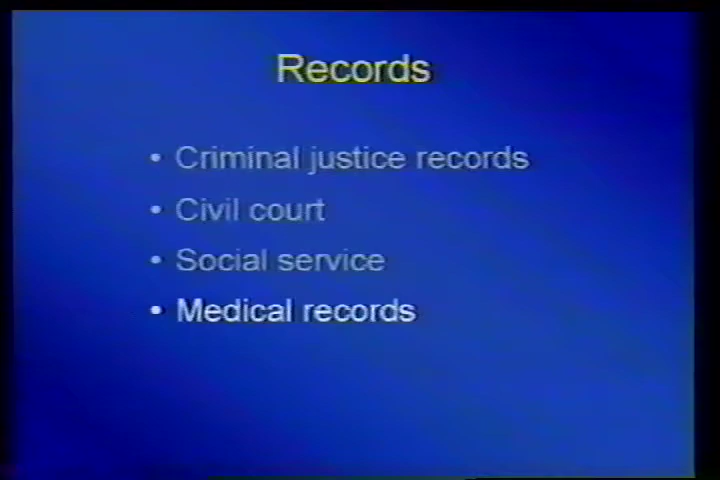 Records
• Criminal justice records
• Civil court
• Social service
• Medical records